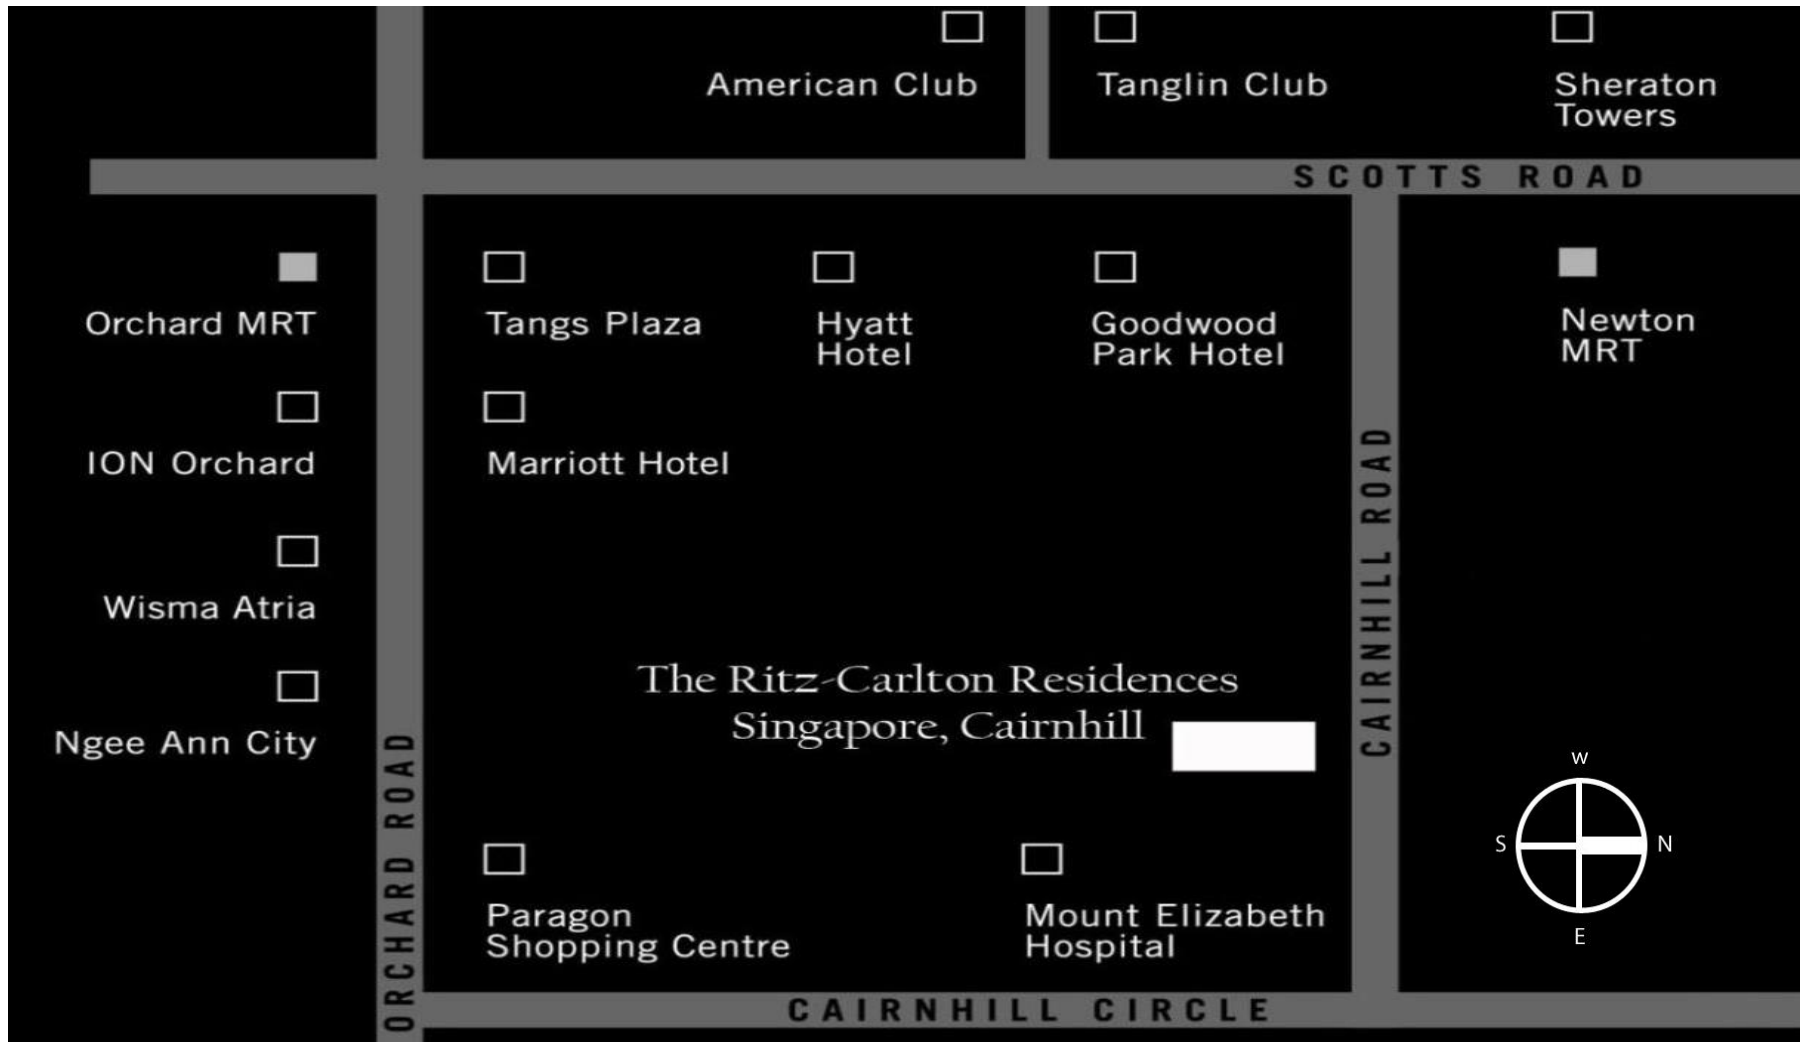 American Club
Tanglin Club
Sheraton
Towers
SCOTTS ROAD
Orchard MRT
Tangs Plaza
Hyatt
Hotel
Goodwood
Park Hotel
Newton
MRT
ION Orchard
Marriott Hotel
CAIRNHILL ROAD
Wisma Atria
The Ritz-Carlton Residences
Singapore, Cairnhill
Ngee Ann City
ORCHARD ROAD
W
S
N
E
Paragon
Shopping Centre
Mount Elizabeth
Hospital
CAIRNHILL CIRCLE